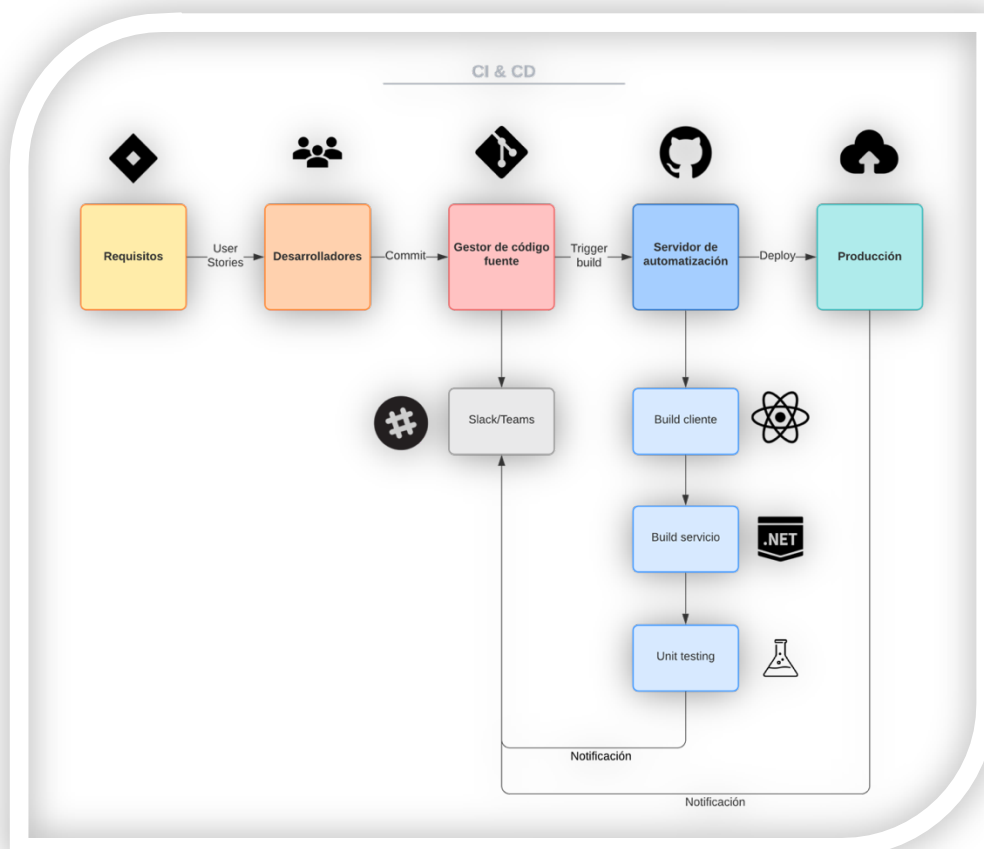 CI & CD
Requisitos
User
Stories
Desarrolladores
Commit
Gestor de código
fuente
Trigger
build
Servidor de
automatización
Deploy
Producción
Slack/Teams
Build cliente
Build servicio
.NET
Unit testing
Notificación
Notificación